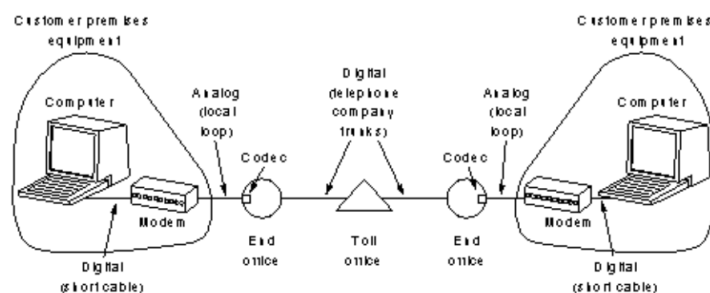 Customer premises
equipment
Computer
Modem
Digital
(short cable)
Analog
(local
loop)
Codec
End
office
Digital
(telephone
company
trunks)
Toll
office
Codec
End
office
Analog
(local
loop)
Customer premises
equipment
Computer
Modem
Digital
(short cable)